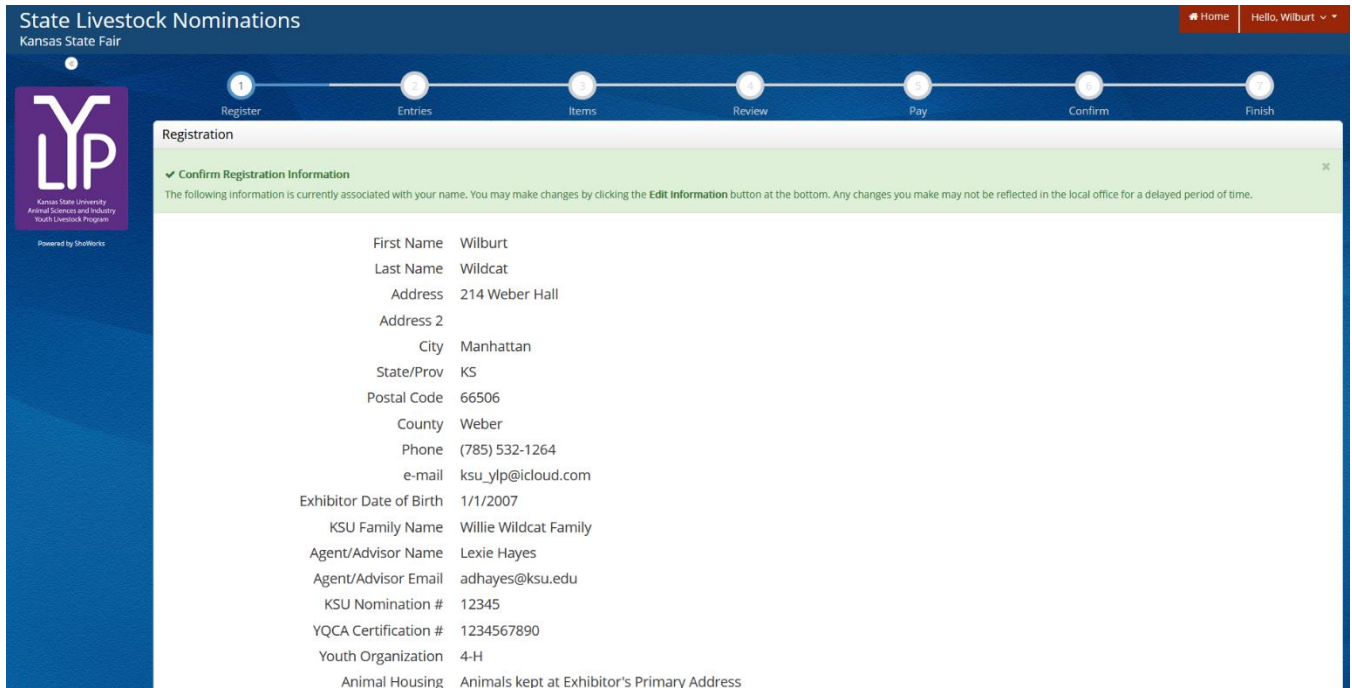 State Livestock Nominations
Kansas State Fair
Home
Hello, Wilburt
1
2
3
4
5
6
7
Register
Entries
Items
Review
Pay
Confirm
Finish
YLP
Kansas State University
Animal Sciences and Industry
Youth Livestock Program
Powered by ShoWorks
Registration
Confirm Registration Information
The following information is currently associated with your name. You may make changes by clicking the Edit Information button at the bottom. Any changes you make may not be reflected in the local office for a delayed period of time.
First Name Wilburt
Last Name Wildcat
Address 214 Weber Hall
Address 2
City Manhattan
State/Prov KS
Postal Code 66506
County Weber
Phone (785) 532-1264
e-mail ksu_ylp@icloud.com
Exhibitor Date of Birth 1/1/2007
KSU Family Name Willie Wildcat Family
Agent/Advisor Name Lexie Hayes
Agent/Advisor Email adhayes@ksu.edu
KSU Nomination # 12345
YQCA Certification # 1234567890
Youth Organization 4-H
Animal Housing Animals kept at Exhibitor's Primary Address